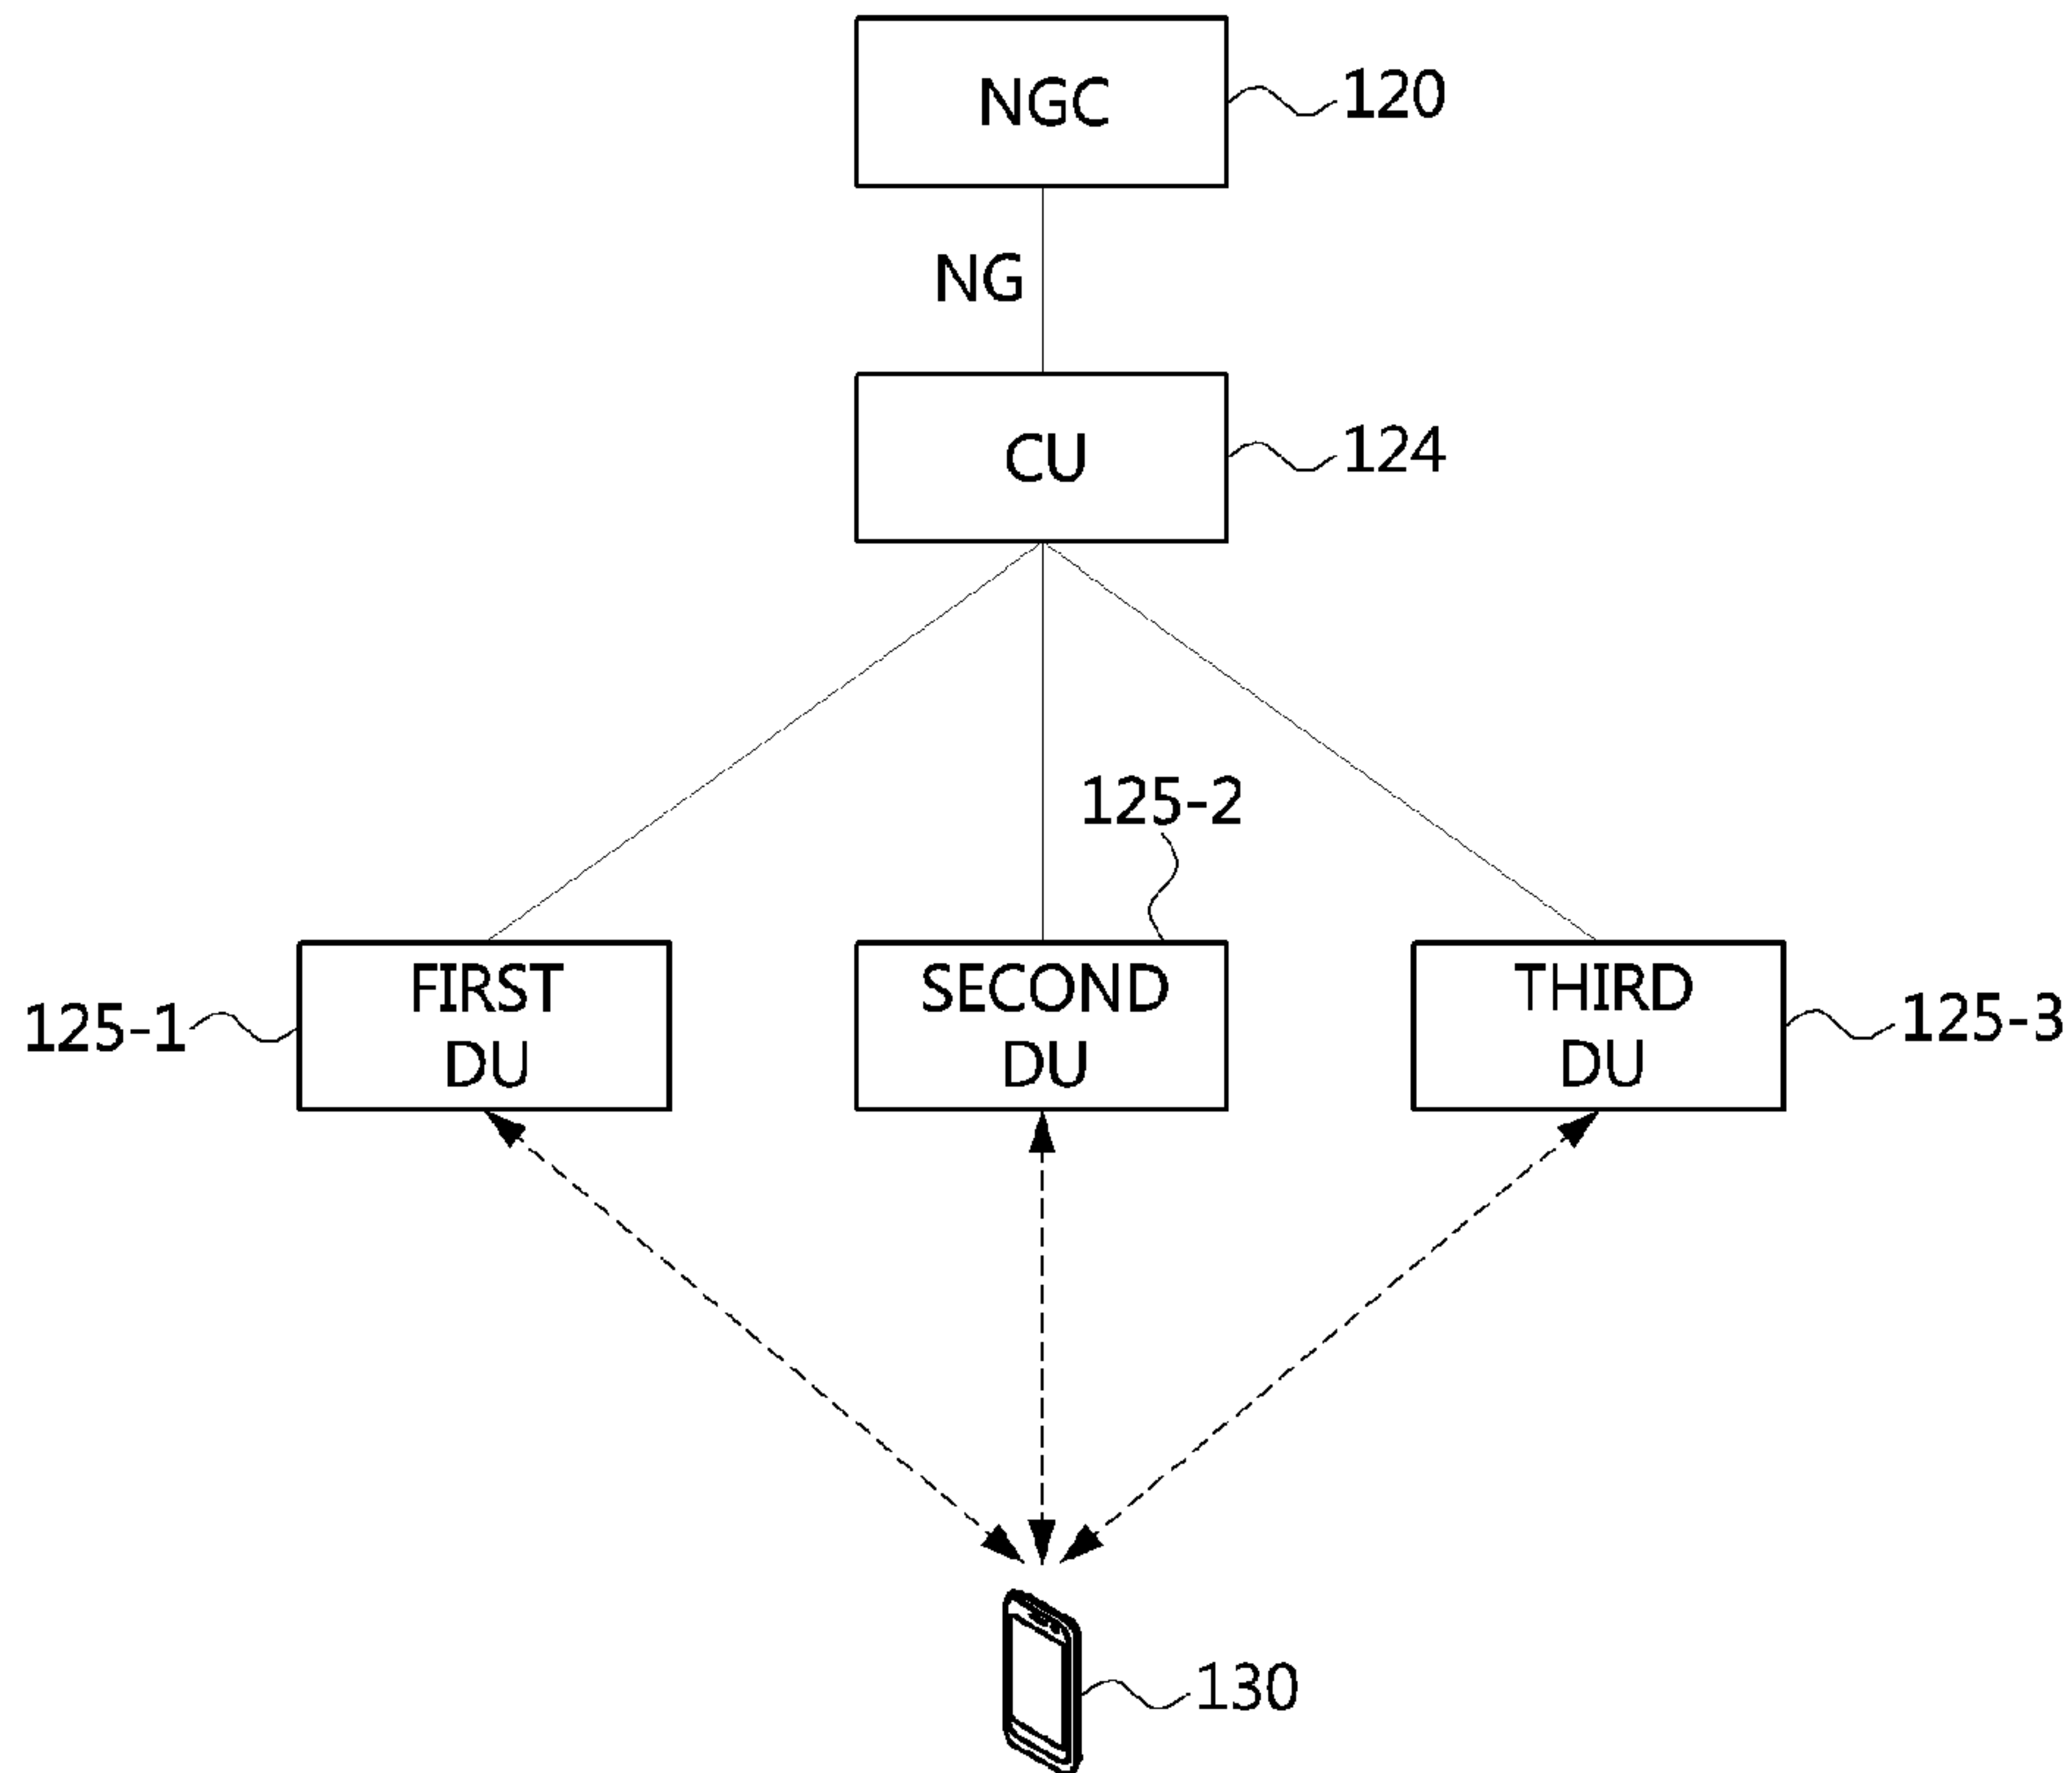 NGC
120
NG
CU
124
125-2
FIRST
DU
125-1
SECOND
DU
THIRD
DU
125-3
130